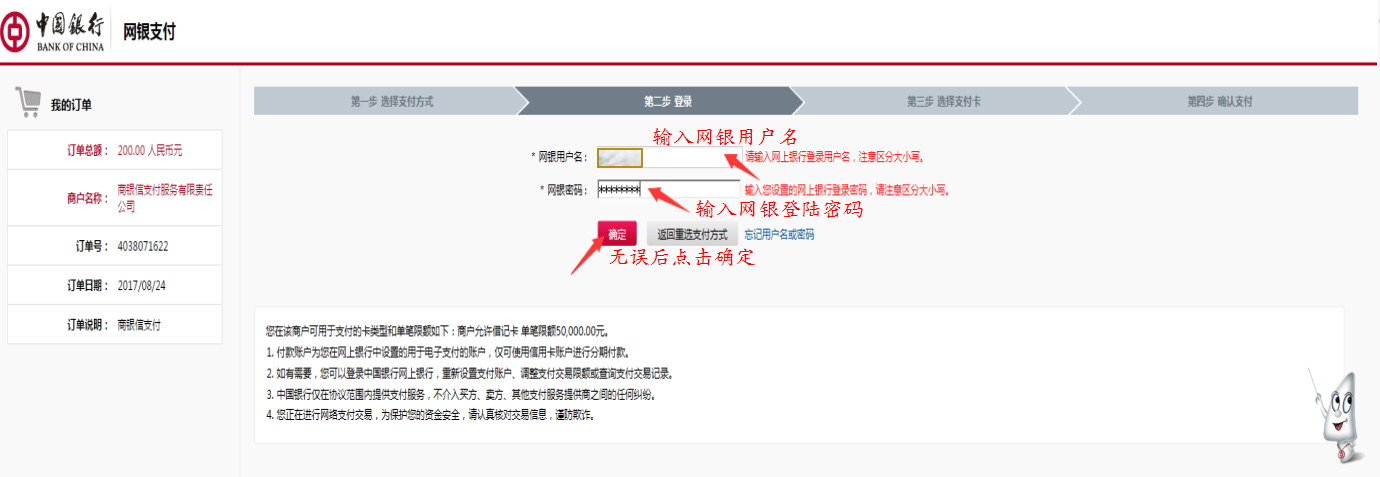 中国银行
BANK OF CHINA
网银支付
我的订单
订单总额： 200.00 人民币元
商户名称： 商银信支付服务有限责任
公司
订单号： 4038071622
订单日期： 2017/08/24
订单说明： 商银信支付
第一步 选择支付方式
第二步 登录
第三步 选择支付卡
第四步 确认支付
输入网银用户名
* 网银用户名：
请输入网上银行登录用户名，注意区分大小写。
* 网银密码： ********
输入您设置的网上银行登录密码，请注意区分大小写。
输入网银登陆密码
确定
返回重选支付方式
忘记用户名或密码
无误后点击确定
您在该商户可用于支付的卡类型和单笔限额如下：商户允许借记卡 单笔限额50,000.00元。
1. 付款账户为您在网上银行中设置的用于电子支付的账户，仅可使用信用卡账户进行分期付款。
2. 如有需要，您可以登录中国银行网上银行，重新设置支付账户、调整支付交易限额或查询支付交易记录。
3. 中国银行仅在协议范围内提供支付服务，不介入买方、卖方、其他支付服务提供商之间的任何纠纷。
4. 您正在进行网络支付交易，为保护您的资金安全，请认真核对交易信息，谨防欺诈。